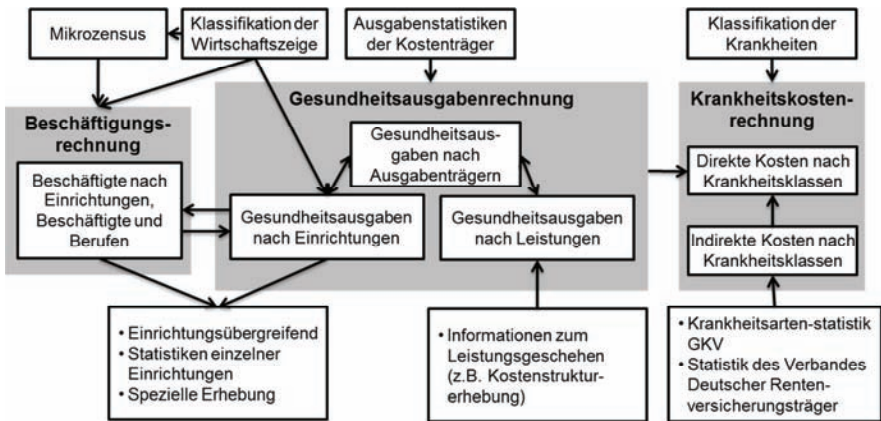 Mikrozensus
Klassifikation der
Wirtschaftszeige
Ausgabenstatistiken
der Kostenträger
Klassifikation der
Krankheiten
Beschäftigungs-
rechnung
Beschäftigte nach
Einrichtungen,
Beschäftigte und
Berufen
Gesundheitsausgabenrechnung
Gesundheitsaus-
gaben nach
Ausgabenträgern
Gesundheitsausgaben
nach Einrichtungen
Gesundheitsausgaben
nach Leistungen
Krankheitskosten-
rechnung
Direkte Kosten nach
Krankheitsklassen
Indirekte Kosten nach
Krankheitsklassen
• Einrichtungsübergreifend
• Statistiken einzelner
Einrichtungen
• Spezielle Erhebung
• Informationen zum
Leistungsgeschehen
(z.B. Kostenstruktur-
erhebung)
• Krankheitsarten-statistik
GKV
• Statistik des Verbandes
Deutscher Renten-
versicherungsträger